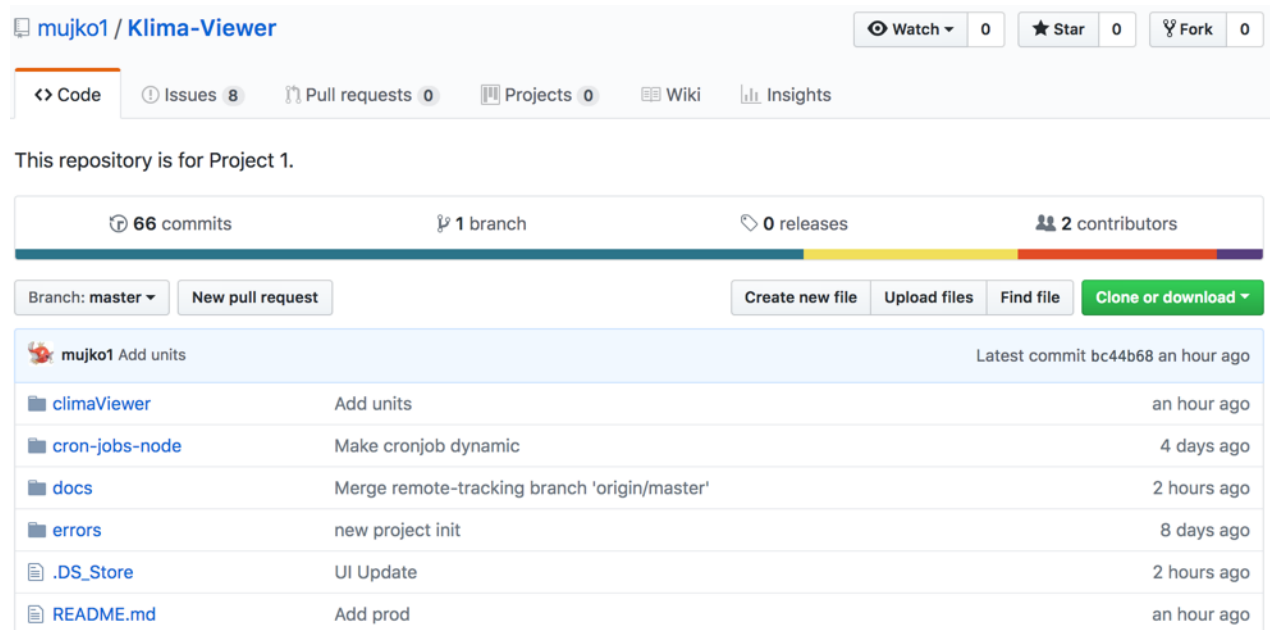 mujko1 / Klima-Viewer Watch 0 Star 0 Fork 0
Code Issues 8 Pull requests 0 Projects 0 Wiki Insights
This repository is for Project 1.
66 commits 1 branch 0 releases 2 contributors
Branch: master New pull request Create new file Upload files Find file Clone or download
mujko1 Add units Latest commit bc44b68 an hour ago
climaViewer Add units an hour ago
cron-jobs-node Make cronjob dynamic 4 days ago
docs Merge remote-tracking branch 'origin/master' 2 hours ago
errors new project init 8 days ago
.DS_Store UI Update 2 hours ago
README.md Add prod an hour ago